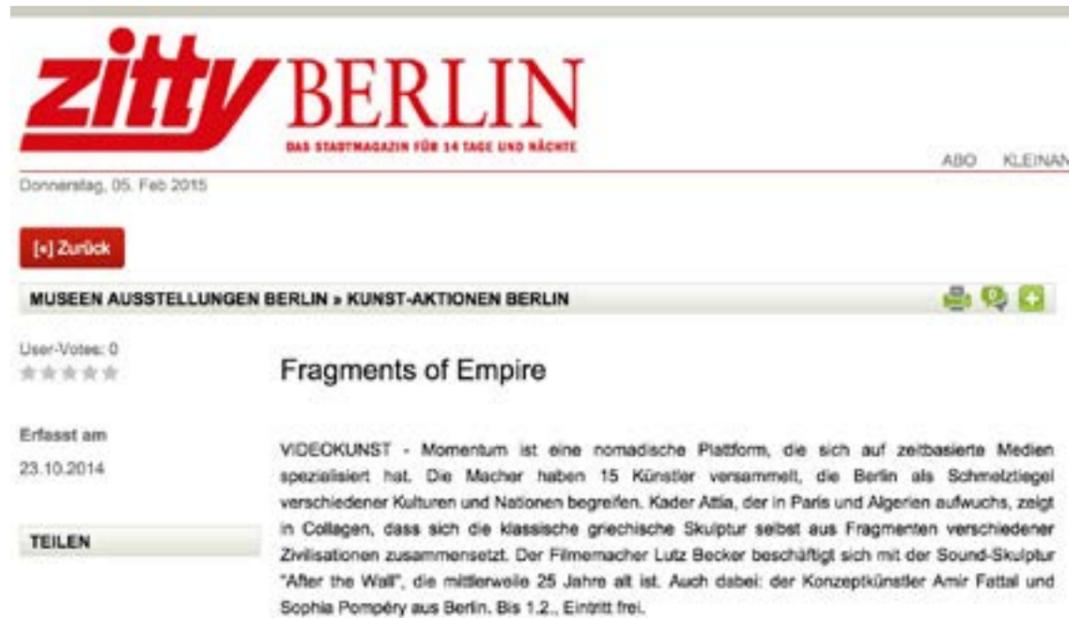 zitty BERLIN
DAS STADTMAGAZIN FÜR 14 TAGE UND NÄCHTE
ABO KLEINAN
Donnerstag, 05. Feb 2015
[«] Zurück
MUSEEN AUSSTELLUNGEN BERLIN » KUNST-AKTIONEN BERLIN
User-Votes: 0
Fragments of Empire
Erfasst am
23.10.2014
TEILEN
VIDEOKUNST - Momentum ist eine nomadische Plattform, die sich auf zeitbasierte Medien
spezialisiert hat. Die Macher haben 15 Künstler versammelt, die Berlin als Schmelztiegel
verschiedener Kulturen und Nationen begreifen. Kader Attia, der in Paris und Algerien aufwuchs, zeigt
in Collagen, dass sich die klassische griechische Skulptur selbst aus Fragmenten verschiedener
Zivilisationen zusammensetzt. Der Filmemacher Lutz Becker beschäftigt sich mit der Sound-Skulptur
"After the Wall", die mittlerweile 25 Jahre alt ist. Auch dabei: der Konzeptkünstler Amir Fattal und
Sophia Pompéry aus Berlin. Bis 1.2., Eintritt frei.